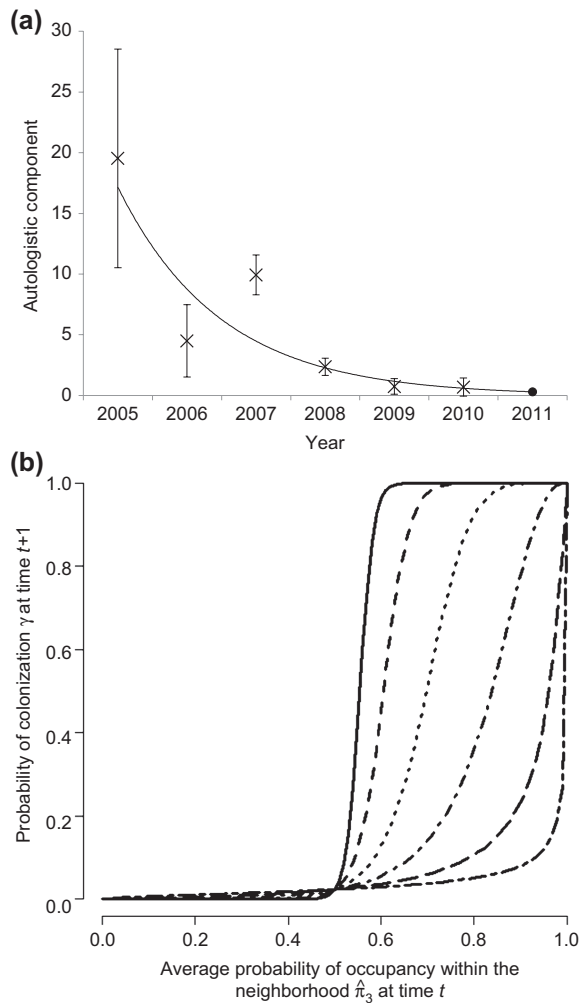 (a)
30
25
20
15
10
5
0
Autologistic component
2005 2006 2007 2008 2009 2010 2011
Year
(b)
1.0
0.8
0.6
0.4
0.2
0.0
Probability of colonization γ at time t+1
0.0 0.2 0.4 0.6 0.8 1.0
Average probability of occupancy within the
neighborhood π̂₃ at time t